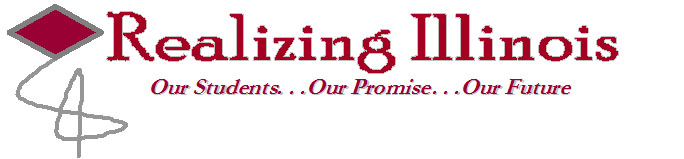 Realizing Illinois
Our Students. . .Our Promise. . .Our Future